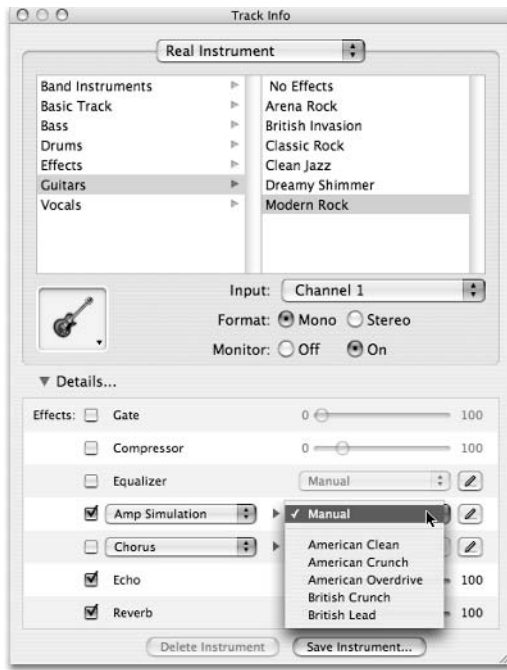 Track Info
Real Instrument
Band Instruments
Basic Track
Bass
Drums
Effects
Guitars
Vocals
No Effects
Arena Rock
British Invasion
Classic Rock
Clean Jazz
Dreamy Shimmer
Modern Rock
Input: Channel 1
Format: Mono Stereo
Monitor: Off On
Details...
Effects: Gate 0 100
Compressor 0 100
Equalizer Manual
Amp Simulation ✓ Manual
Chorus
American Clean
American Crunch
American Overdrive
British Crunch
British Lead
Echo 100
Reverb 100
Delete Instrument Save Instrument...